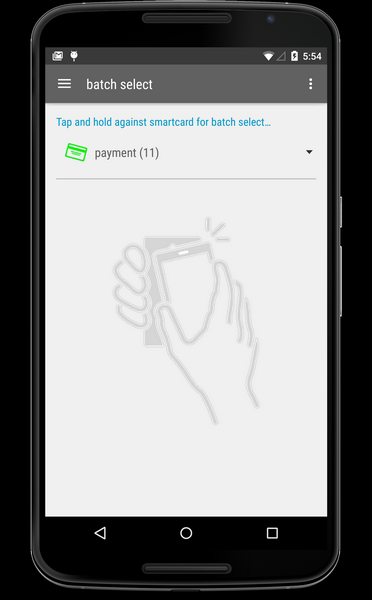 5:54
batch select
Tap and hold against smartcard for batch select…
payment (11)